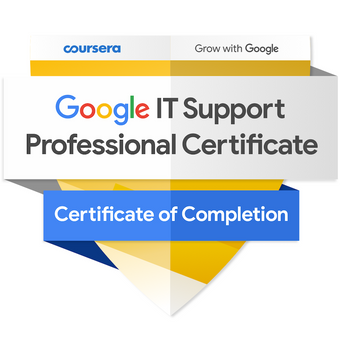 coursera Grow with Google
Google IT Support
Professional Certificate
Certificate of Completion